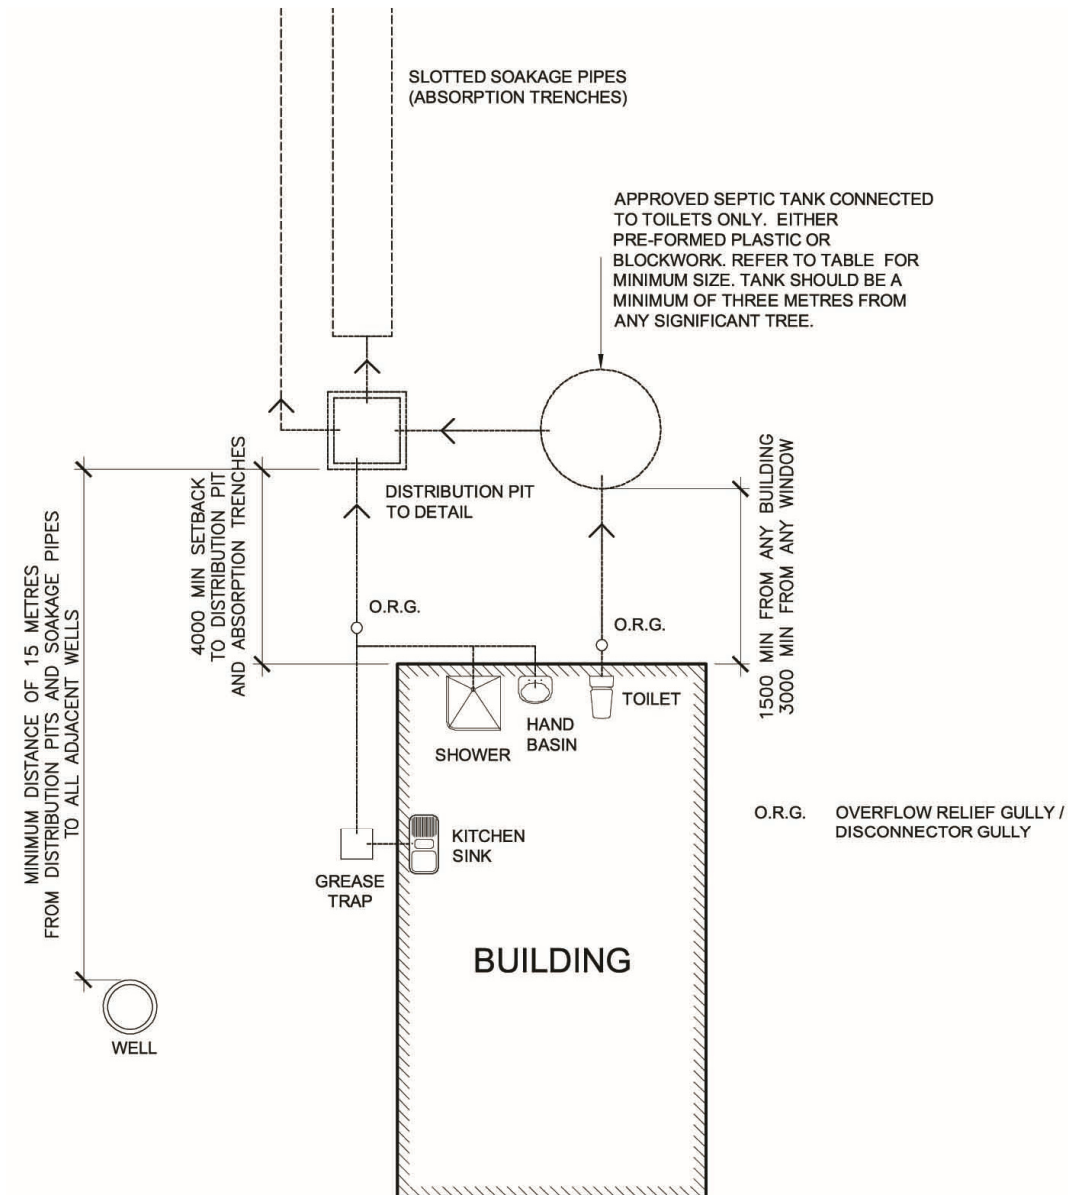 SLOTTED SOAKAGE PIPES
(ABSORPTION TRENCHES)
APPROVED SEPTIC TANK CONNECTED
TO TOILETS ONLY. EITHER
PRE-FORMED PLASTIC OR
BLOCKWORK. REFER TO TABLE FOR
MINIMUM SIZE. TANK SHOULD BE A
MINIMUM OF THREE METRES FROM
ANY SIGNIFICANT TREE.
DISTRIBUTION PIT
TO DETAIL
MINIMUM DISTANCE OF 15 METRES
FROM DISTRIBUTION PITS AND SOAKAGE PIPES
TO ALL ADJACENT WELLS
4000 MIN SETBACK
TO DISTRIBUTION PIT
AND ABSORPTION TRENCHES
1500 MIN FROM ANY BUILDING
3000 MIN FROM ANY WINDOW
O.R.G.
O.R.G.
SHOWER
HAND
BASIN
TOILET
O.R.G. OVERFLOW RELIEF GULLY /
DISCONNECTOR GULLY
KITCHEN
SINK
GREASE
TRAP
BUILDING
WELL